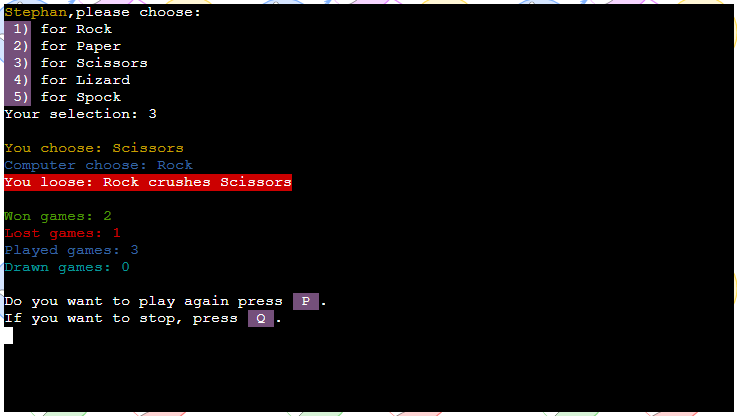 Stephan,please choose:
1) for Rock
2) for Paper
3) for Scissors
4) for Lizard
5) for Spock
Your selection: 3
You choose: Scissors
Computer choose: Rock
You loose: Rock crushes Scissors
Won games: 2
Lost games: 1
Played games: 3
Drawn games: 0
Do you want to play again press P .
If you want to stop, press Q .